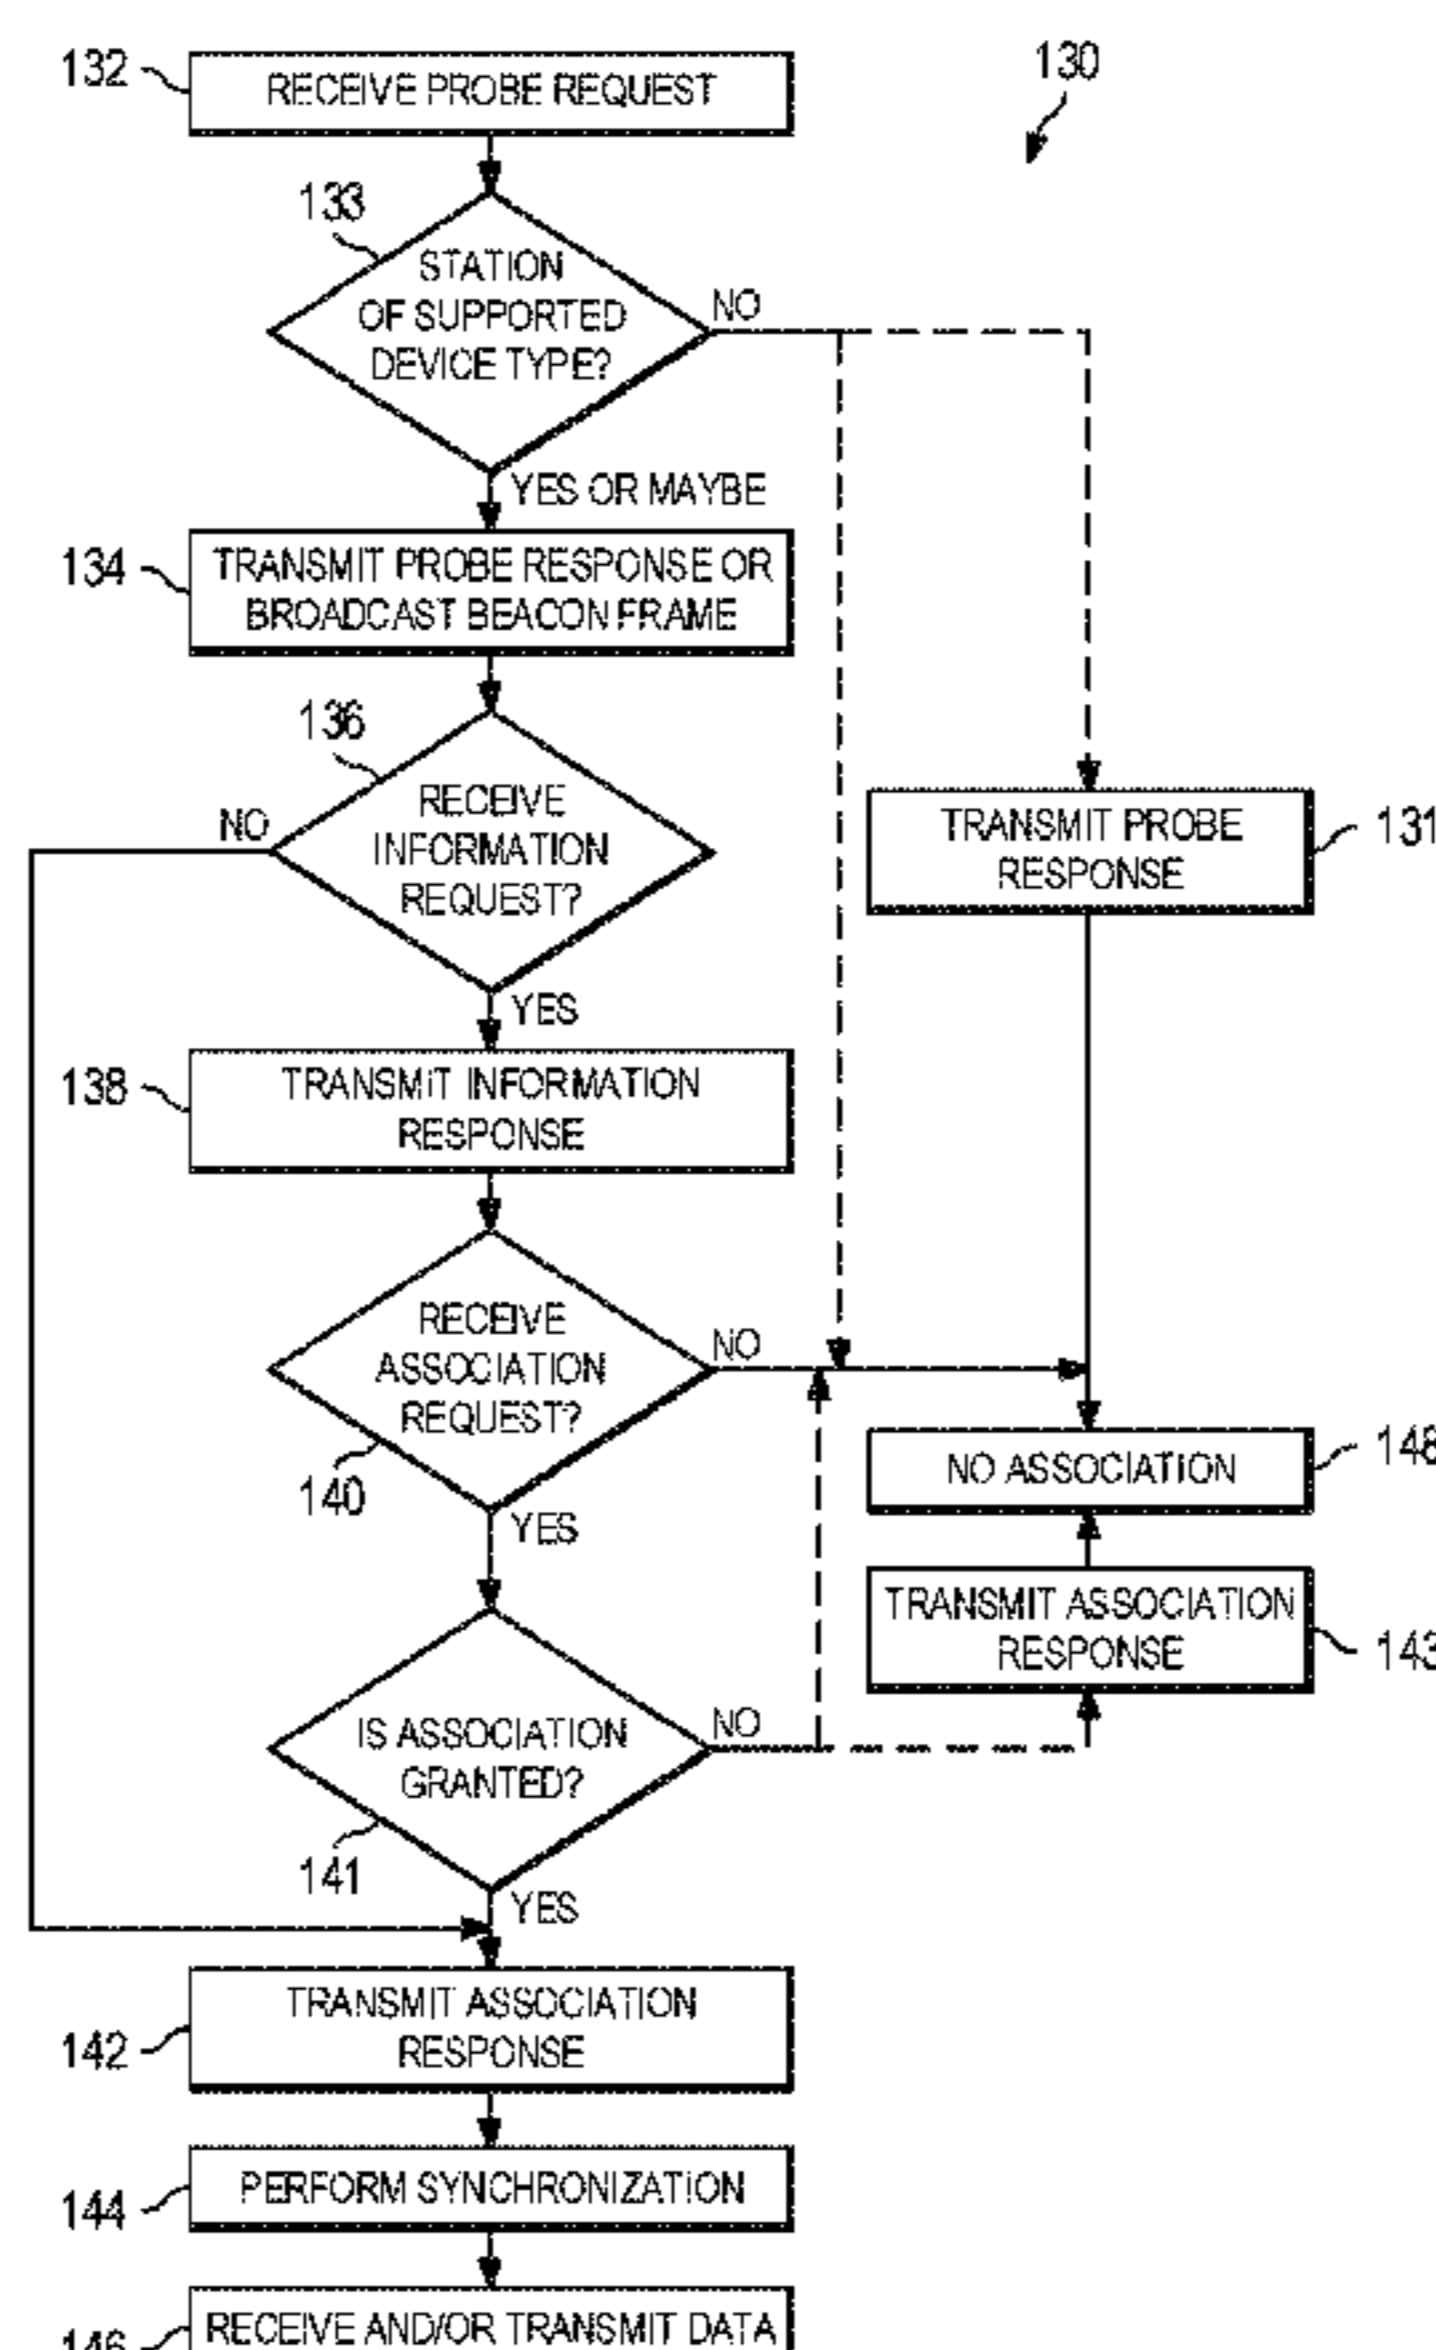 130
132
RECEIVE PROBE REQUEST
133
STATION
OF SUPPORTED
DEVICE TYPE?
NO
YES OR MAYBE
134
TRANSMIT PROBE RESPONSE OR
BROADCAST BEACON FRAME
136
RECEIVE
INFORMATION
REQUEST?
NO
YES
TRANSMIT PROBE
RESPONSE
131
138
TRANSMIT INFORMATION
RESPONSE
RECEIVE
ASSOCIATION
REQUEST?
NO
140
YES
NO ASSOCIATION
148
TRANSMIT ASSOCIATION
RESPONSE
143
IS ASSOCIATION
GRANTED?
NO
141
YES
142
TRANSMIT ASSOCIATION
RESPONSE
144
PERFORM SYNCHRONIZATION
146
RECEIVE AND/OR TRANSMIT DATA